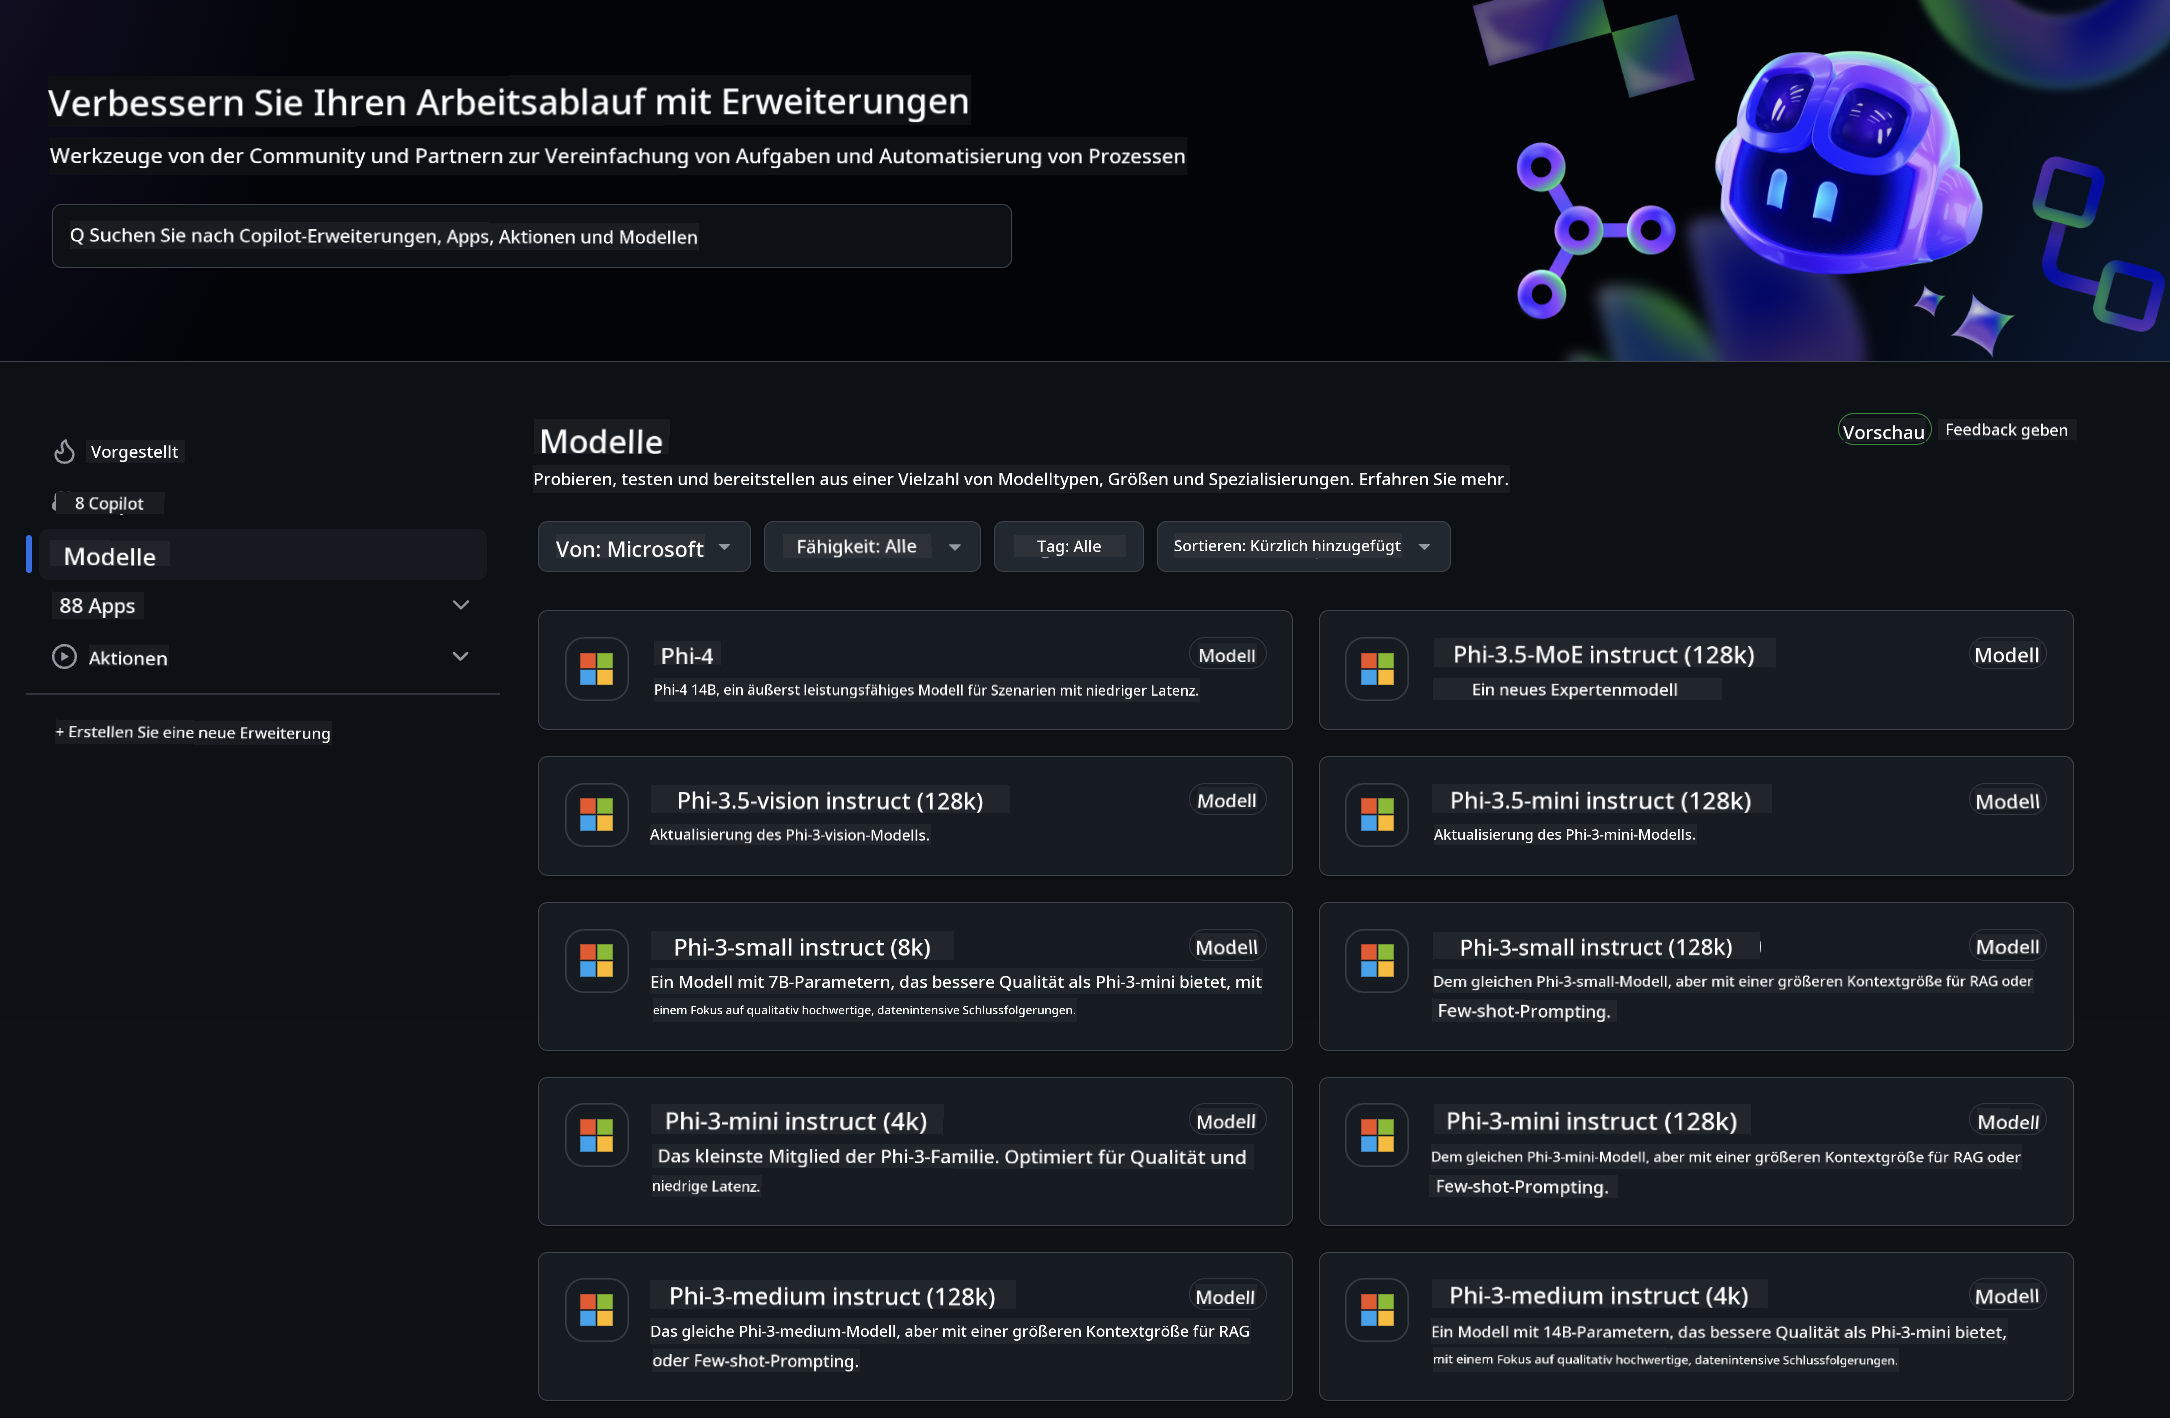 Verbessern Sie Ihren Arbeitsablauf mit Erweiterungen
Werkzeuge von der Community und Partnern zur Vereinfachung von Aufgaben und Automatisierung von Prozessen
Q Suchen Sie nach Copilot-Erweiterungen, Apps, Aktionen und Modellen
Vorgestellt
8 Copilot
Modelle
88 Apps
Aktionen
+ Erstellen Sie eine neue Erweiterung
Modelle
Vorschau
Feedback geben
Probieren, testen und bereitstellen aus einer Vielzahl von Modelltypen, Größen und Spezialisierungen. Erfahren Sie mehr.
Von: Microsoft
Fähigkeit: Alle
Tag: Alle
Sortieren: Kürzlich hinzugefügt
Phi-4
Modell
Phi-4 14B, ein äußerst leistungsfähiges Modell für Szenarien mit niedriger Latenz.
Phi-3.5-MoE instruct (128k)
Modell
Ein neues Expertenmodell
Phi-3.5-vision instruct (128k)
Modell
Aktualisierung des Phi-3-vision-Modells.
Phi-3.5-mini instruct (128k)
Modell
Aktualisierung des Phi-3-mini-Modells.
Phi-3-small instruct (8k)
Modell
Ein Modell mit 7B-Parametern, das bessere Qualität als Phi-3-mini bietet, mit
einem Fokus auf qualitativ hochwertige, datenintensive Schlussfolgerungen.
Phi-3-small instruct (128k)
Modell
Dem gleichen Phi-3-small-Modell, aber mit einer größeren Kontextgröße für RAG oder
Few-shot-Prompting.
Phi-3-mini instruct (4k)
Modell
Das kleinste Mitglied der Phi-3-Familie. Optimiert für Qualität und
niedrige Latenz.
Phi-3-mini instruct (128k)
Modell
Dem gleichen Phi-3-mini-Modell, aber mit einer größeren Kontextgröße für RAG oder
Few-shot-Prompting.
Phi-3-medium instruct (128k)
Modell
Das gleiche Phi-3-medium-Modell, aber mit einer größeren Kontextgröße für RAG
oder Few-shot-Prompting.
Phi-3-medium instruct (4k)
Modell
Ein Modell mit 14B-Parametern, das bessere Qualität als Phi-3-mini bietet,
mit einem Fokus auf qualitativ hochwertige, datenintensive Schlussfolgerungen.